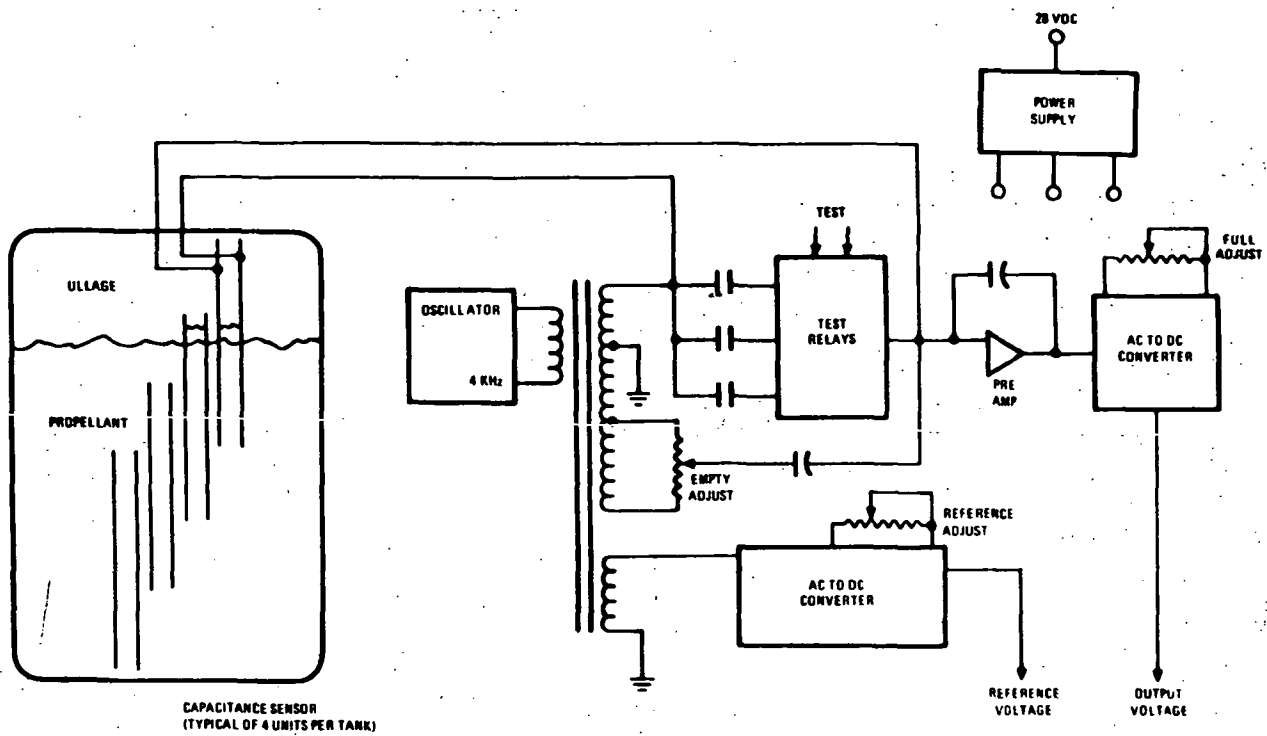 28 VDC
POWER
SUPPLY
TEST
FULL
ADJUST
ULLAGE
OSCILLATOR
4 KHz
TEST
RELAYS
PRE
AMP
AC TO DC
CONVERTER
PROPELLANT
EMPTY
ADJUST
REFERENCE
ADJUST
AC TO DC
CONVERTER
REFERENCE
VOLTAGE
OUTPUT
VOLTAGE
CAPACITANCE SENSOR
(TYPICAL OF 4 UNITS PER TANK)